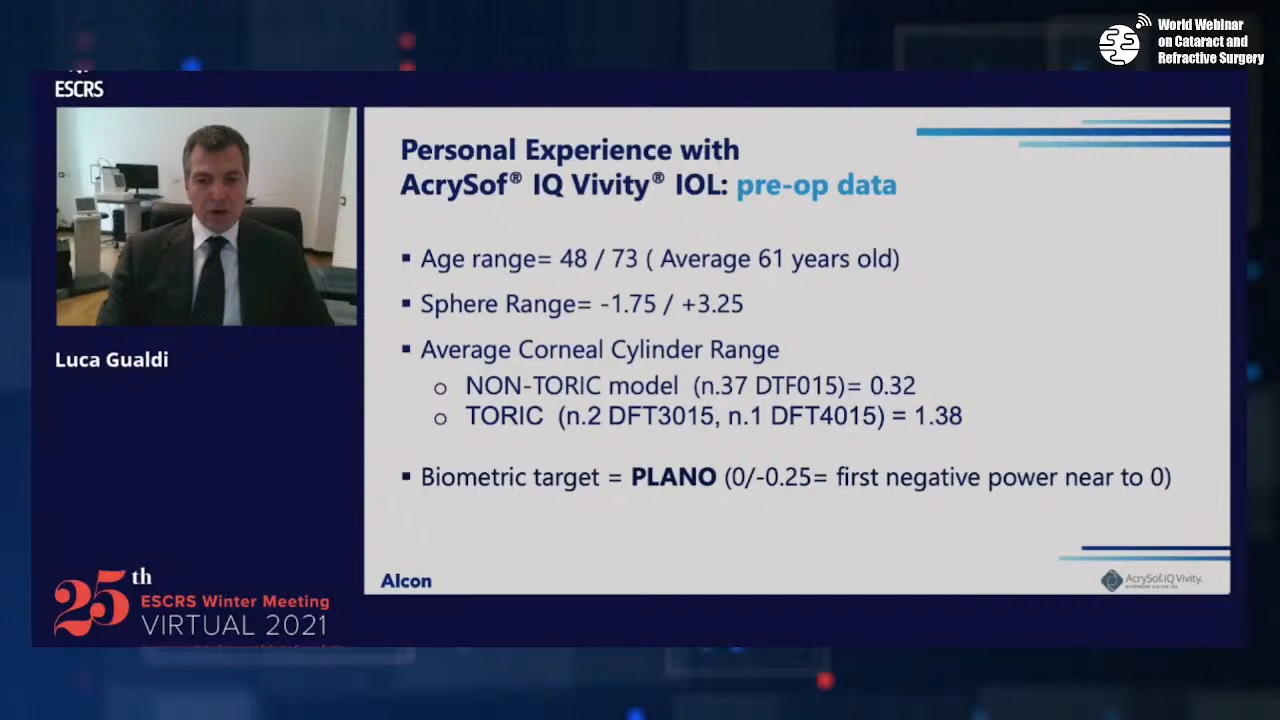 World Webinar
on Cataract and
Refractive Surgery
ESCRS
Luca Gualdi
Personal Experience with
AcrySof® IQ Vivity® IOL: pre-op data
▪ Age range= 48 / 73 ( Average 61 years old)
▪ Sphere Range= -1.75 / +3.25
▪ Average Corneal Cylinder Range
o NON-TORIC model (n.37 DTF015)= 0.32
o TORIC (n.2 DFT3015, n.1 DFT4015) = 1.38
▪ Biometric target = PLANO (0/-0.25= first negative power near to 0)
Alcon
AcrySof IQ Vivity
25th
ESCRS Winter Meeting
VIRTUAL 2021